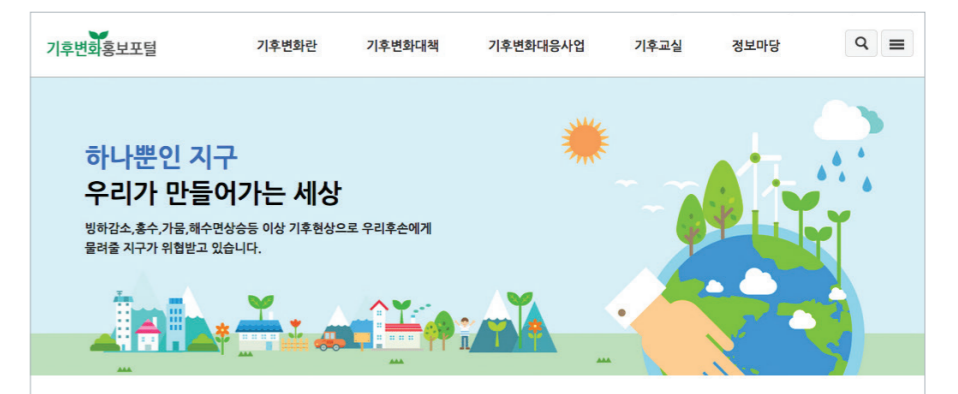 기후변화홍보포털
기후변화란 기후변화대책 기후변화대응사업 기후교실 정보마당
하나뿐인 지구
우리가 만들어가는 세상
빙하감소,홍수,가뭄,해수면상승등 이상 기후현상으로 우리후손에게
물려줄 지구가 위협받고 있습니다.